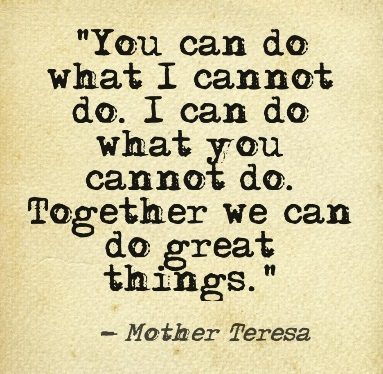 "You can do
what I cannot
do. I can do
what you
cannot do.
Together we can
do great
things."
– Mother Teresa